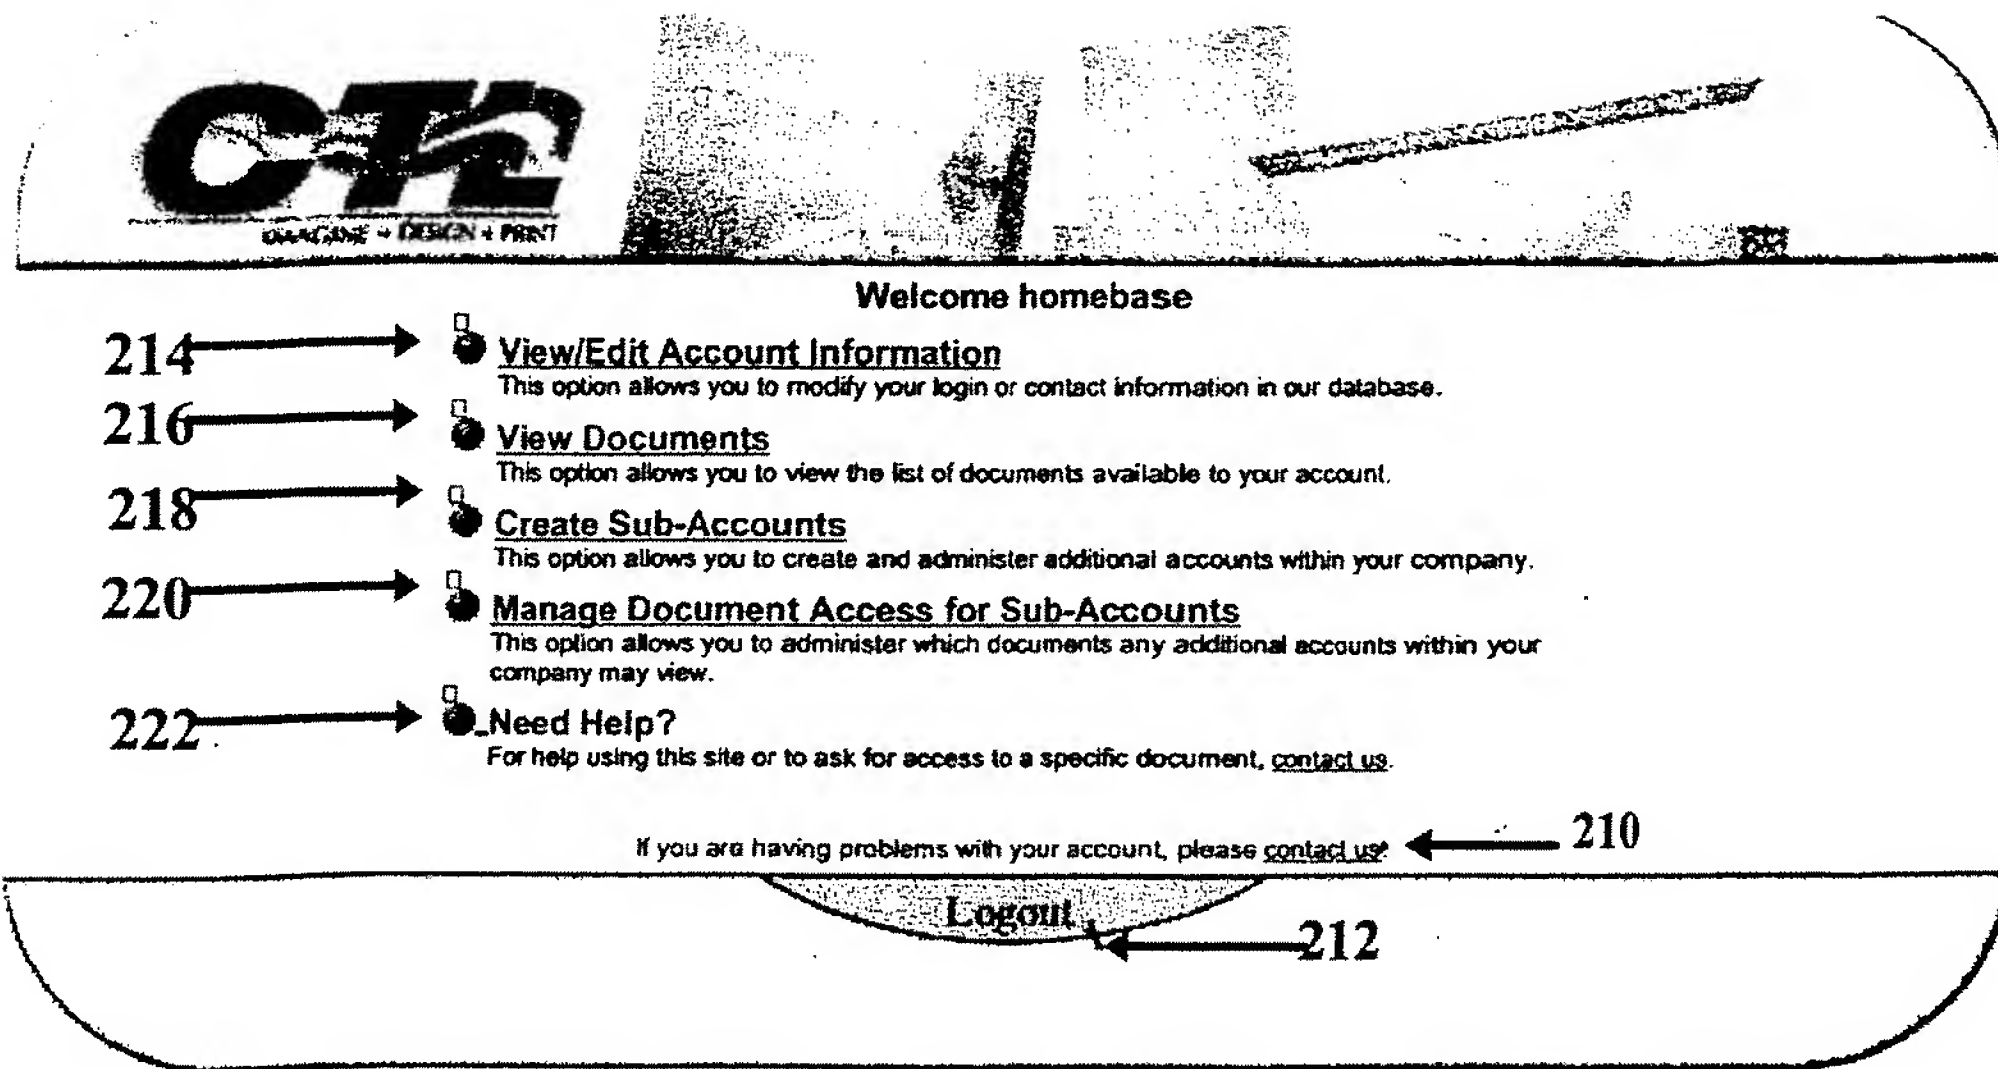 CTL
IMAGINE + DESIGN + PRINT
Welcome homebase
214
View/Edit Account Information
This option allows you to modify your login or contact information in our database.
216
View Documents
This option allows you to view the list of documents available to your account.
218
Create Sub-Accounts
This option allows you to create and administer additional accounts within your company.
220
Manage Document Access for Sub-Accounts
This option allows you to administer which documents any additional accounts within your
company may view.
222
Need Help?
For help using this site or to ask for access to a specific document, contact us.
If you are having problems with your account, please contact us! 210
Logout
212